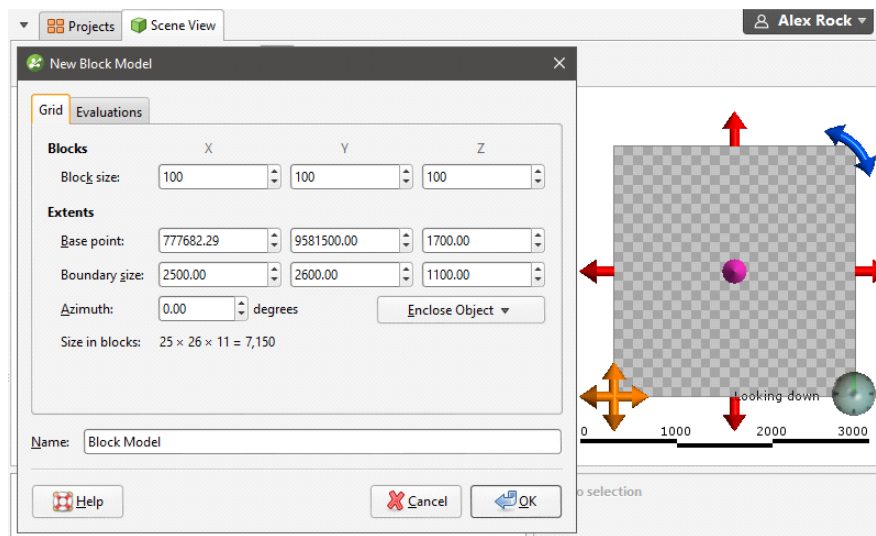 Projects Scene View Alex Rock
New Block Model
Grid Evaluations
Blocks X Y Z
Block size: 100 100 100
Extents
Base point: 777682.29 9581500.00 1700.00
Boundary size: 2500.00 2600.00 1100.00
Azimuth: 0.00 degrees Enclose Object
Size in blocks: 25 × 26 × 11 = 7,150
Looking down
0 1000 2000 3000
Name: Block Model
Help Cancel OK
o selection